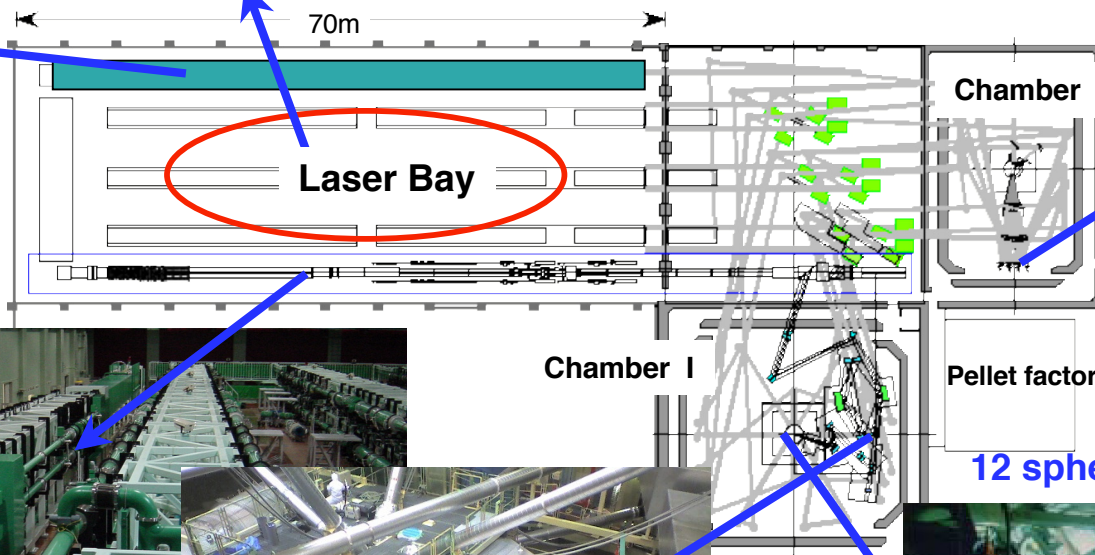 70m
Chamber
Laser Bay
Chamber I
Pellet factor
12 sphe